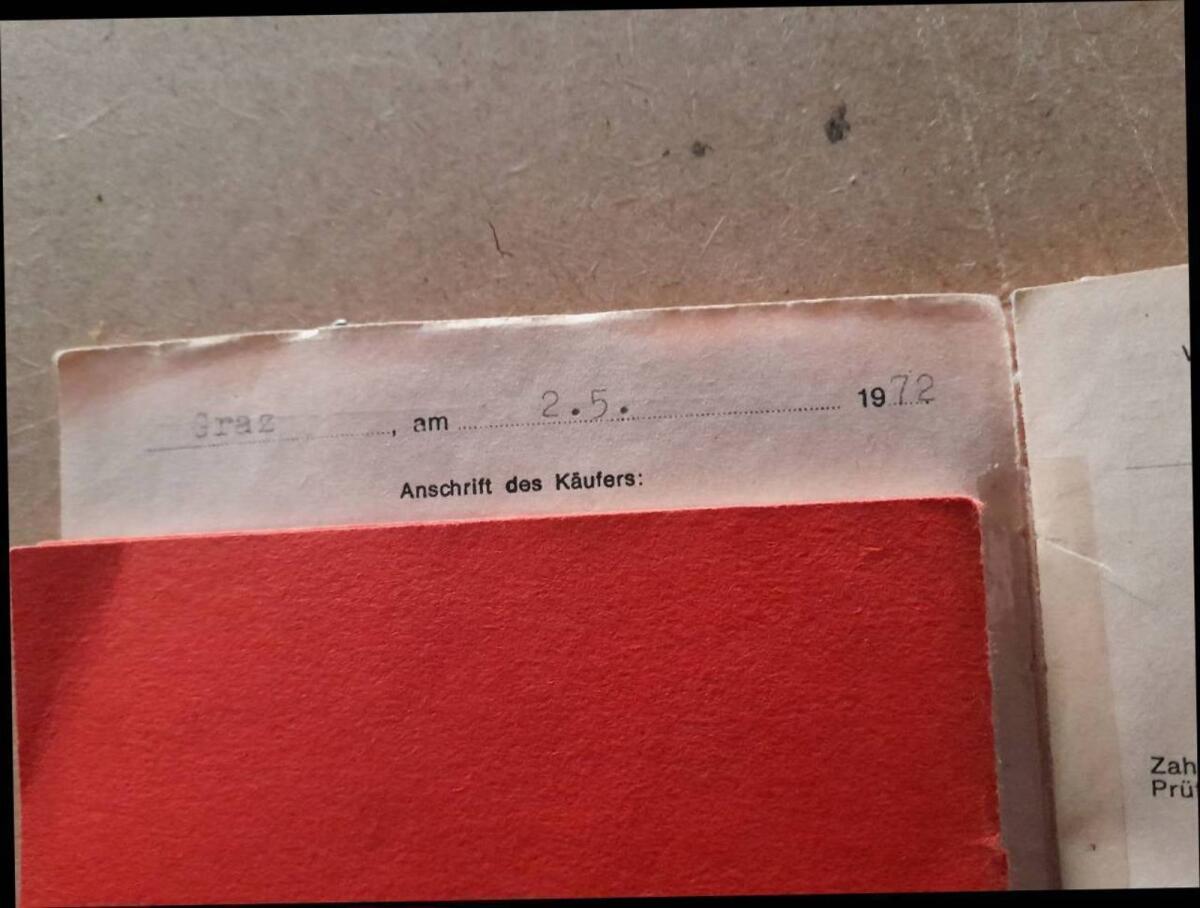 Graz, am 2.5. 1972
Anschrift des Käufers:
Zah
Prü